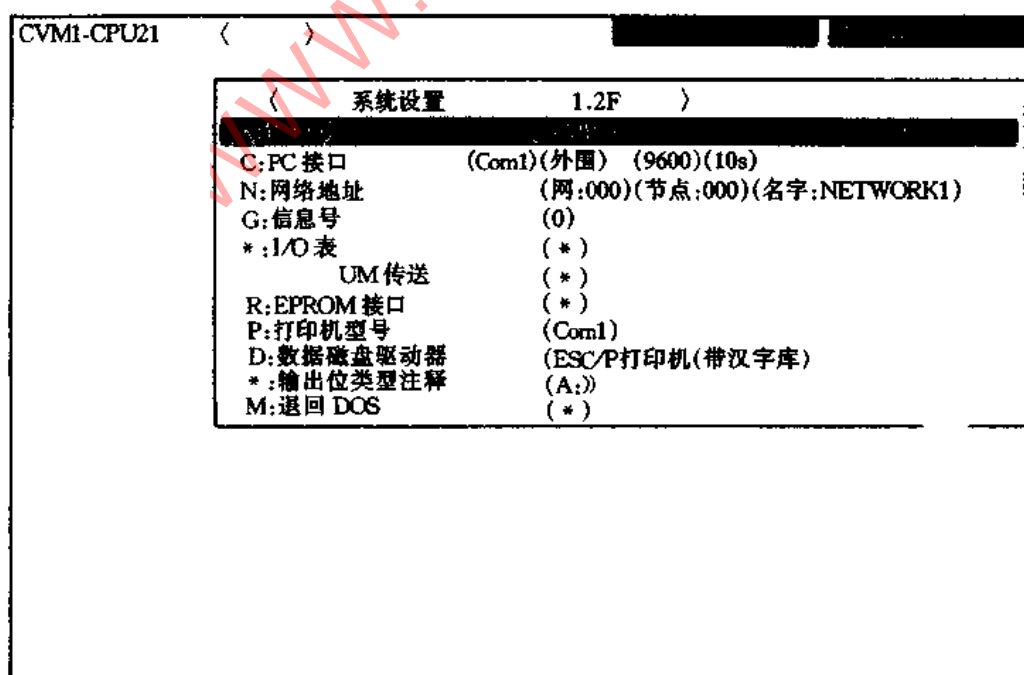 CVM1-CPU21 〈 〉
〈 系统设置 1.2F 〉
C:PC 接口 (Com1)(外围) (9600)(10s)
N:网络地址 (网:000)(节点:000)(名字:NETWORK1)
G:信息号 (0)
*:I/O 表 (*)
UM 传送 (*)
R:EPROM 接口 (*)
P:打印机型号 (Com1)
D:数据磁盘驱动器 (ESC/P打印机(带汉字库)
*:输出位类型注释 (A:))
M:退回 DOS (*)
www.